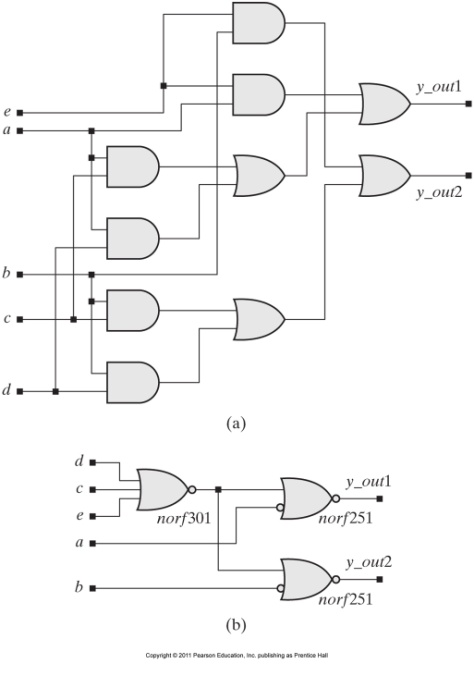 y_out1
e
a
y_out2
b
c
d
(a)
d
c
y_out1
e
norf301
norf251
a
y_out2
b
norf251
(b)
Copyright © 2011 Pearson Education, Inc. publishing as Prentice Hall